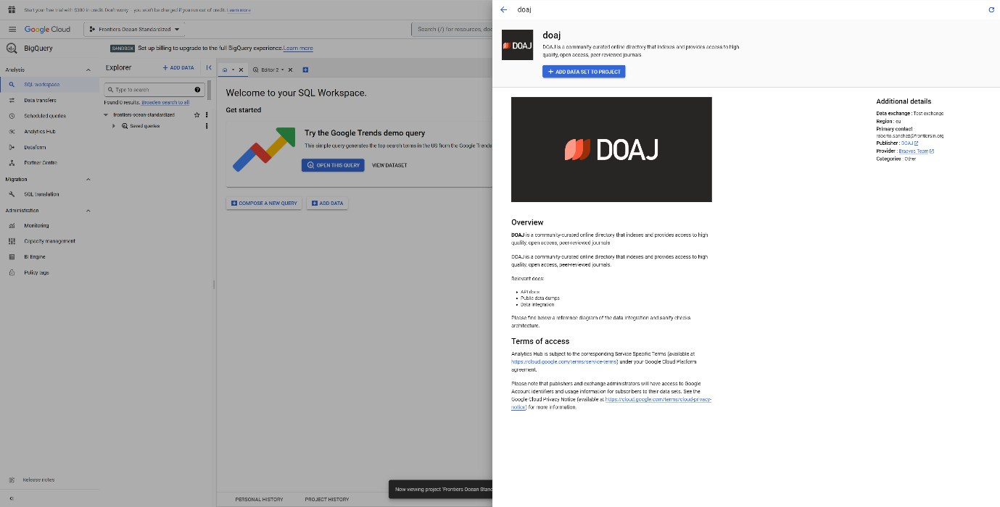 Start your free trial with $300 in credit. Don't worry – you won't be charged if you run out of credit. Learn more
Google Cloud
Frontiers Ocean Standardized
Search (/) for resources, doc
BigQuery
SANDBOX Set up billing to upgrade to the full BigQuery experience. Learn more
Analysis
SQL workspace
Data transfers
Scheduled queries
Analytics Hub
Dataform
Partner Centre
Migration
SQL translation
Administration
Monitoring
Capacity management
BI Engine
Policy tags
Release notes
Explorer
+ ADD DATA
Type to search
Found 0 results. Broaden search to all
frontiers-ocean-standardized
Saved queries
Editor 2
Welcome to your SQL Workspace.
Get started
Try the Google Trends demo query
This simple query generates the top search terms in the US from the Google Trends
OPEN THIS QUERY
VIEW DATASET
COMPOSE A NEW QUERY
ADD DATA
PERSONAL HISTORY
PROJECT HISTORY
Now viewing project 'Frontiers Ocean Stand
doaj
DOAJ
doaj
DOAJ is a community-curated online directory that indexes and provides access to high
quality, open access, peer-reviewed journals
+ ADD DATA SET TO PROJECT
DOAJ
Overview
DOAJ is a community-curated online directory that indexes and provides access to high
quality, open access, peer-reviewed journals
DOAJ is a community-curated online directory that indexes and provides access to high
quality, open access, peer-reviewed journals.
Relevant docs:
• API docs
• Public data dumps
• Data integration
Please find below a reference diagram of the data integration and sanity checks
architecture.
Terms of access
Analytics Hub is subject to the corresponding Service Specific Terms (available at
https://cloud.google.com/terms/service-terms) under your Google Cloud Platform
agreement.
Please note that publishers and exchange administrators will have access to Google
Account identifiers and usage information for subscribers to their data sets. See the
Google Cloud Privacy Notice (available at https://cloud.google.com/terms/cloud-privacy-
notice) for more information.
Additional details
Data exchange : Test exchange
Region : eu
Primary contact :
roberto.sanchez@frontiersin.org
Publisher : DOAJ
Provider : Braavos Team
Categories : Other